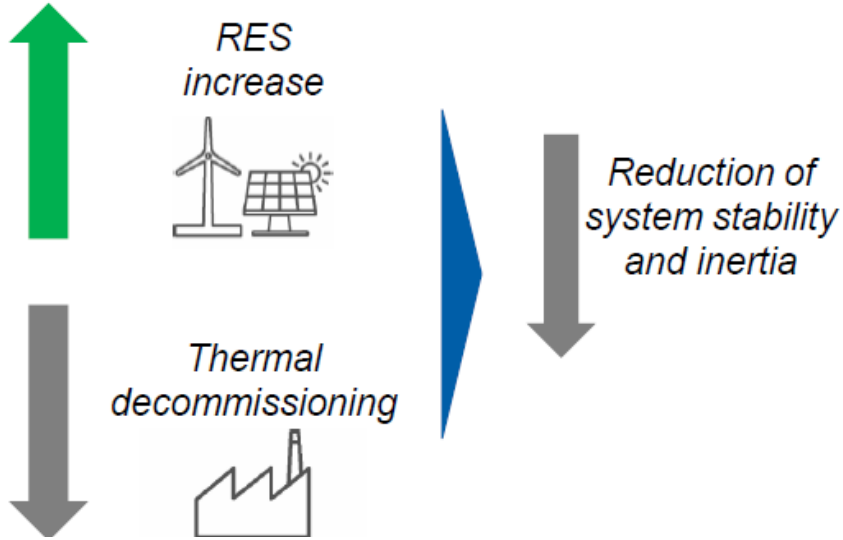 RES
increase
Reduction of
system stability
and inertia
Thermal
decommissioning